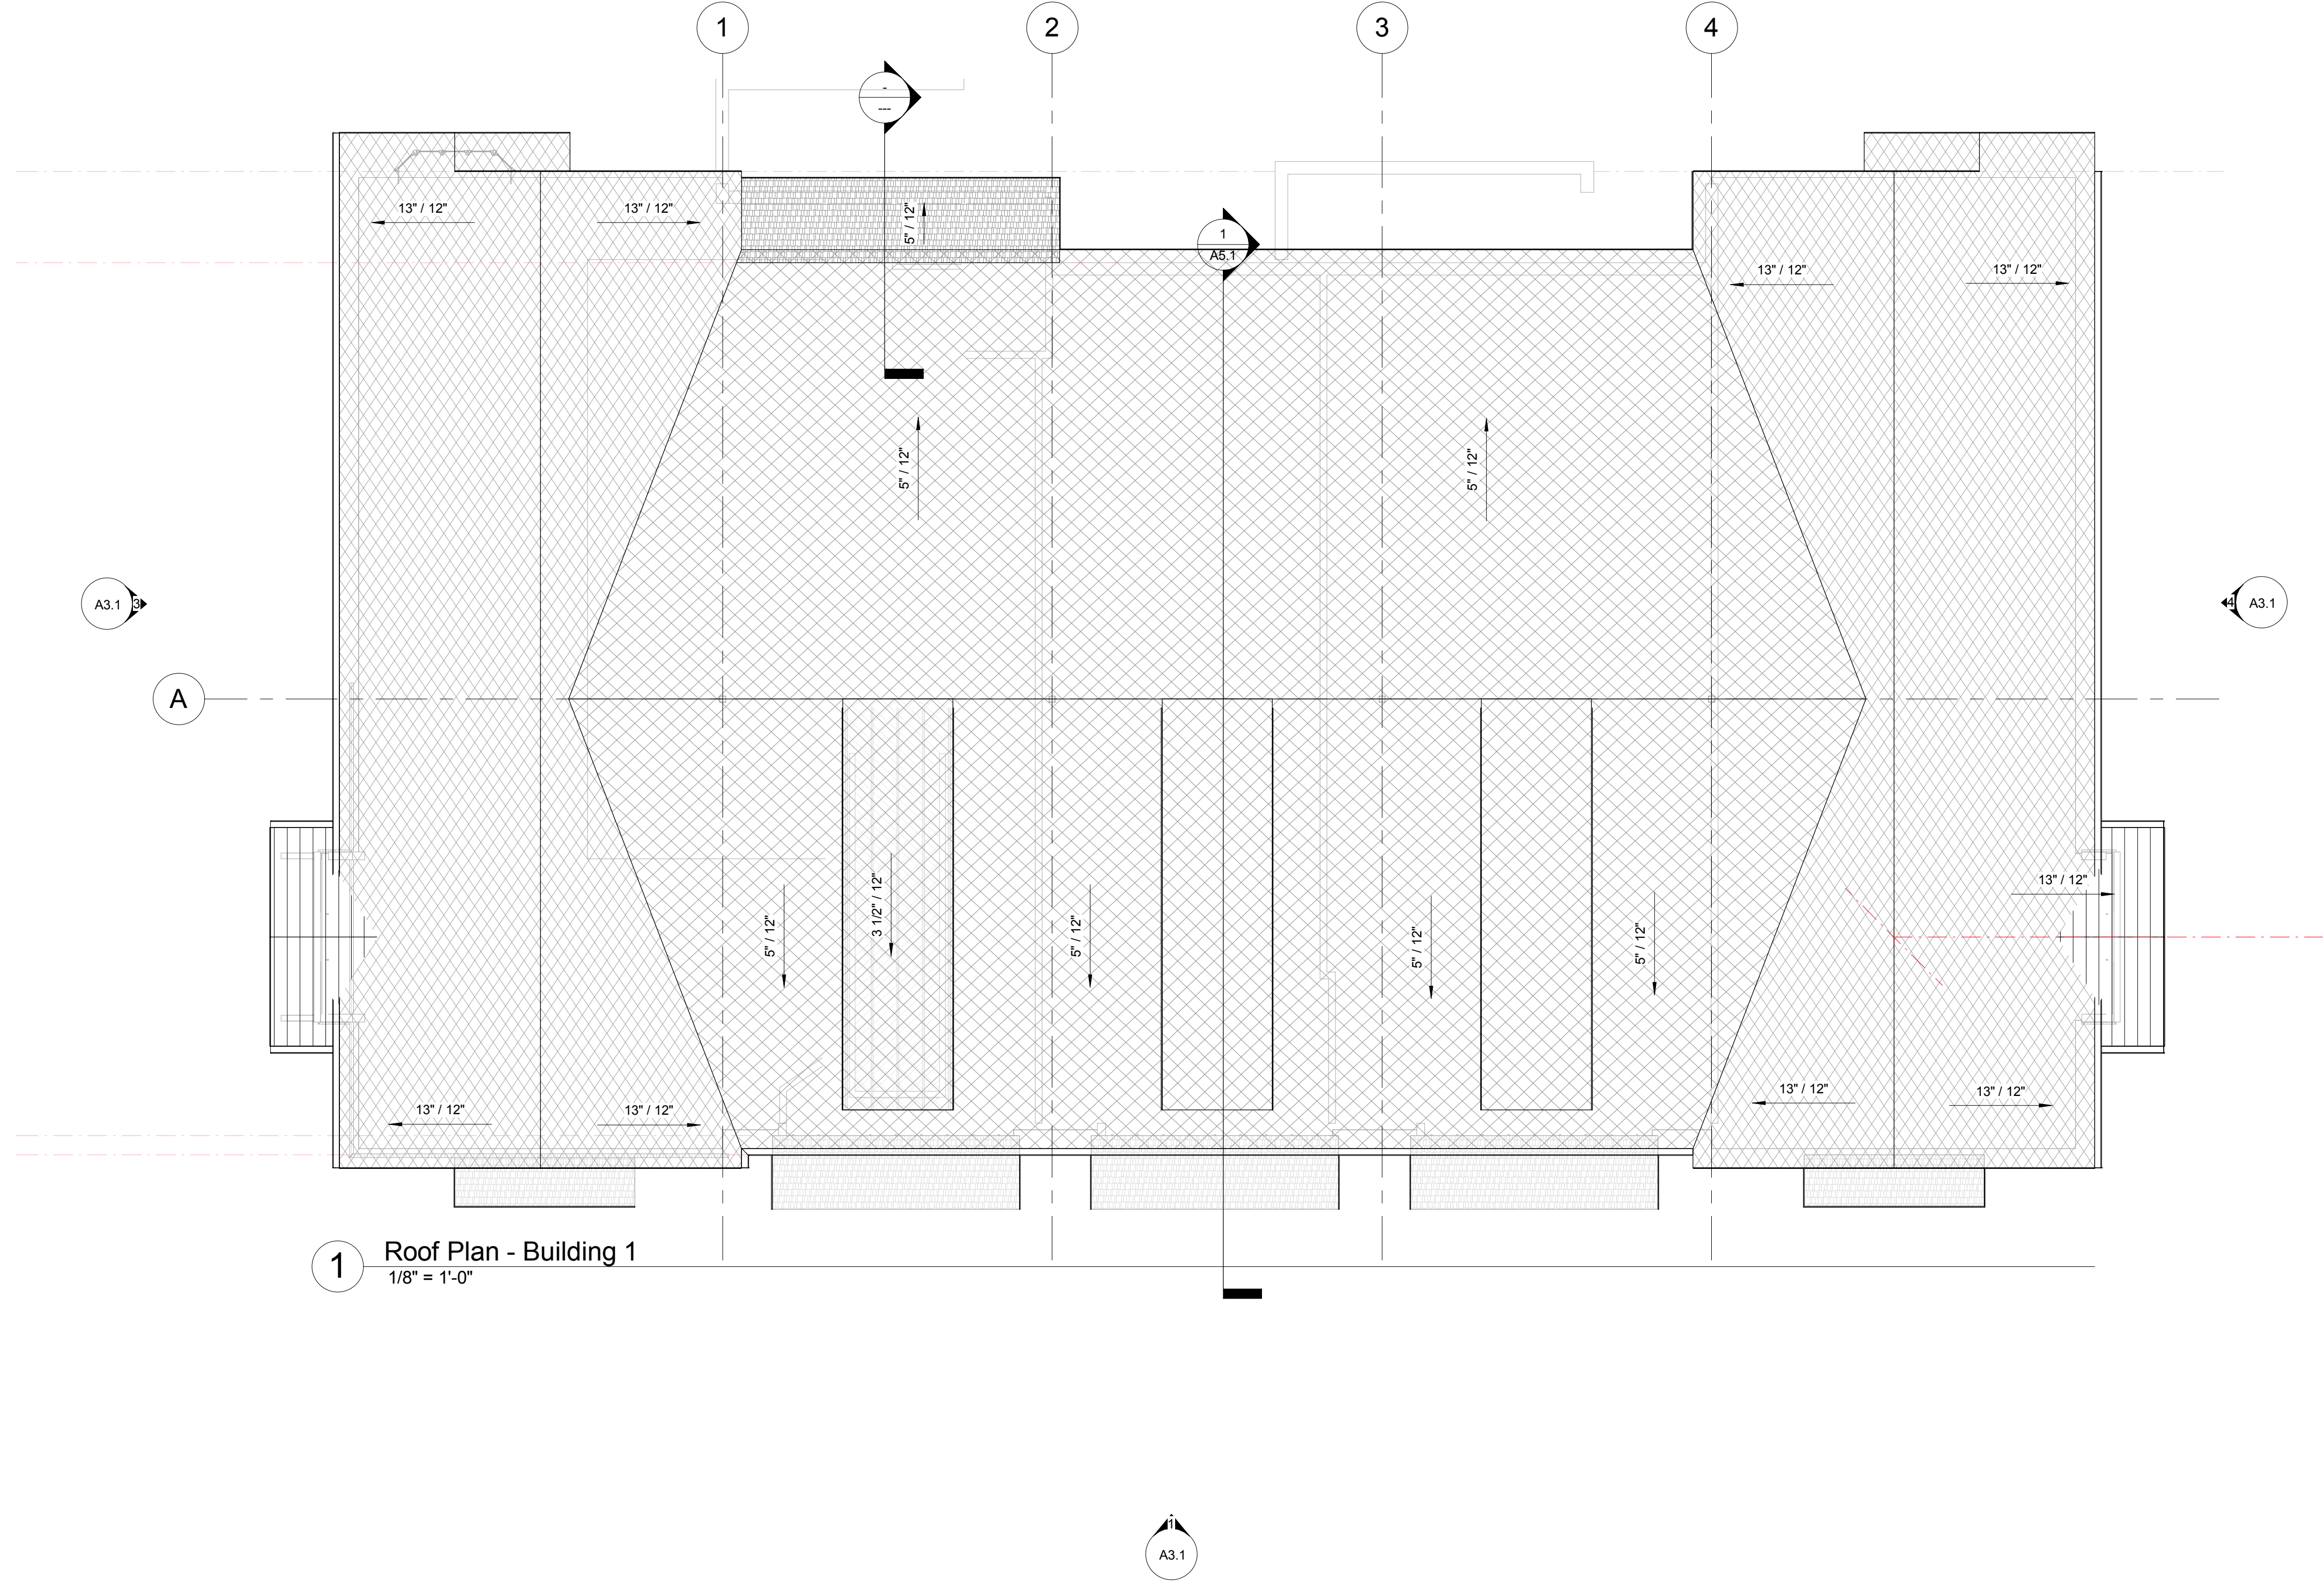 1
2
3
4
-
---
13" / 12"
13" / 12"
5" / 12"
1
A5.1
13" / 12"
13" / 12"
5" / 12"
5" / 12"
A3.1
3
4
A3.1
A
13" / 12"
5" / 12"
3 1/2" / 12"
5" / 12"
5" / 12"
5" / 12"
13" / 12"
13" / 12"
13" / 12"
13" / 12"
1
Roof Plan - Building 1
1/8" = 1'-0"
1
A3.1